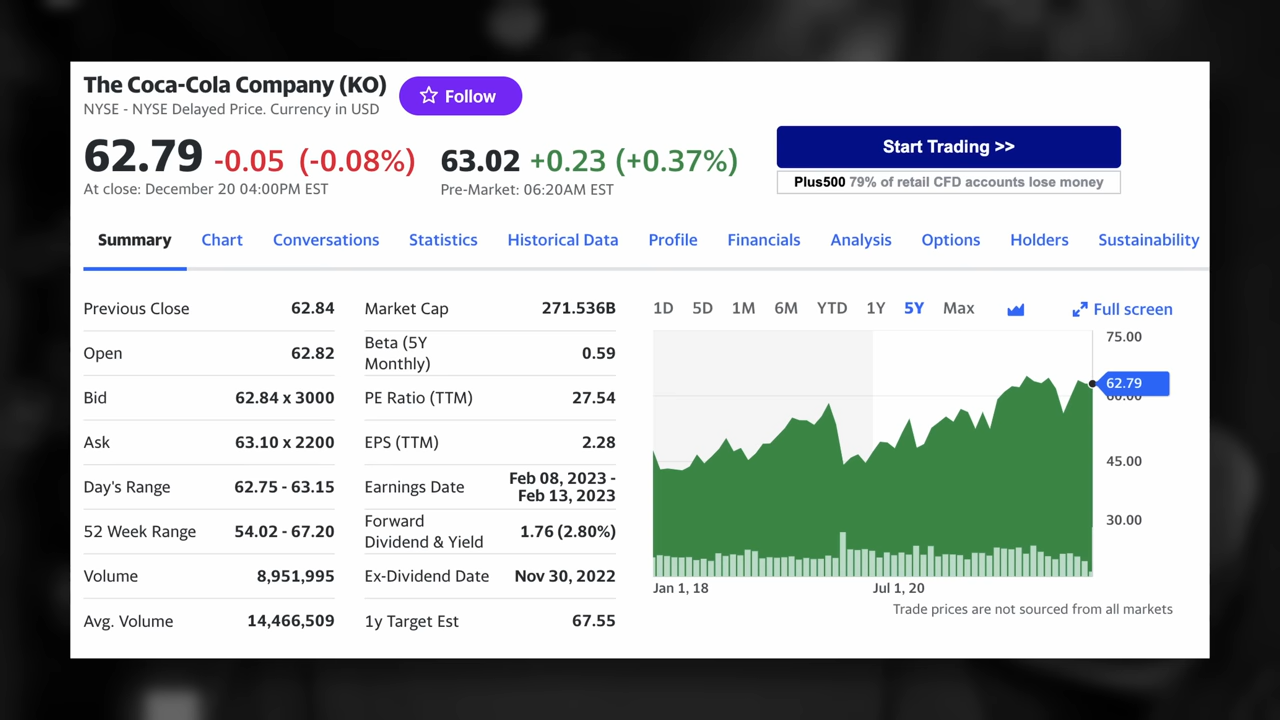 The Coca-Cola Company (KO)
Follow
NYSE - NYSE Delayed Price. Currency in USD
62.79 -0.05 (-0.08%)
63.02 +0.23 (+0.37%)
At close: December 20 04:00PM EST
Pre-Market: 06:20AM EST
Start Trading >>
Plus500 79% of retail CFD accounts lose money
Summary Chart Conversations Statistics Historical Data Profile Financials Analysis Options Holders Sustainability
Previous Close 62.84
Open 62.82
Bid 62.84 x 3000
Ask 63.10 x 2200
Day's Range 62.75 - 63.15
52 Week Range 54.02 - 67.20
Volume 8,951,995
Avg. Volume 14,466,509
Market Cap 271.536B
Beta (5Y
Monthly) 0.59
PE Ratio (TTM) 27.54
EPS (TTM) 2.28
Earnings Date Feb 08, 2023 -
Feb 13, 2023
Forward
Dividend & Yield 1.76 (2.80%)
Ex-Dividend Date Nov 30, 2022
1y Target Est 67.55
1D 5D 1M 6M YTD 1Y 5Y Max
Full screen
75.00
62.79
60.00
45.00
30.00
Jan 1, 18 Jul 1, 20
Trade prices are not sourced from all markets